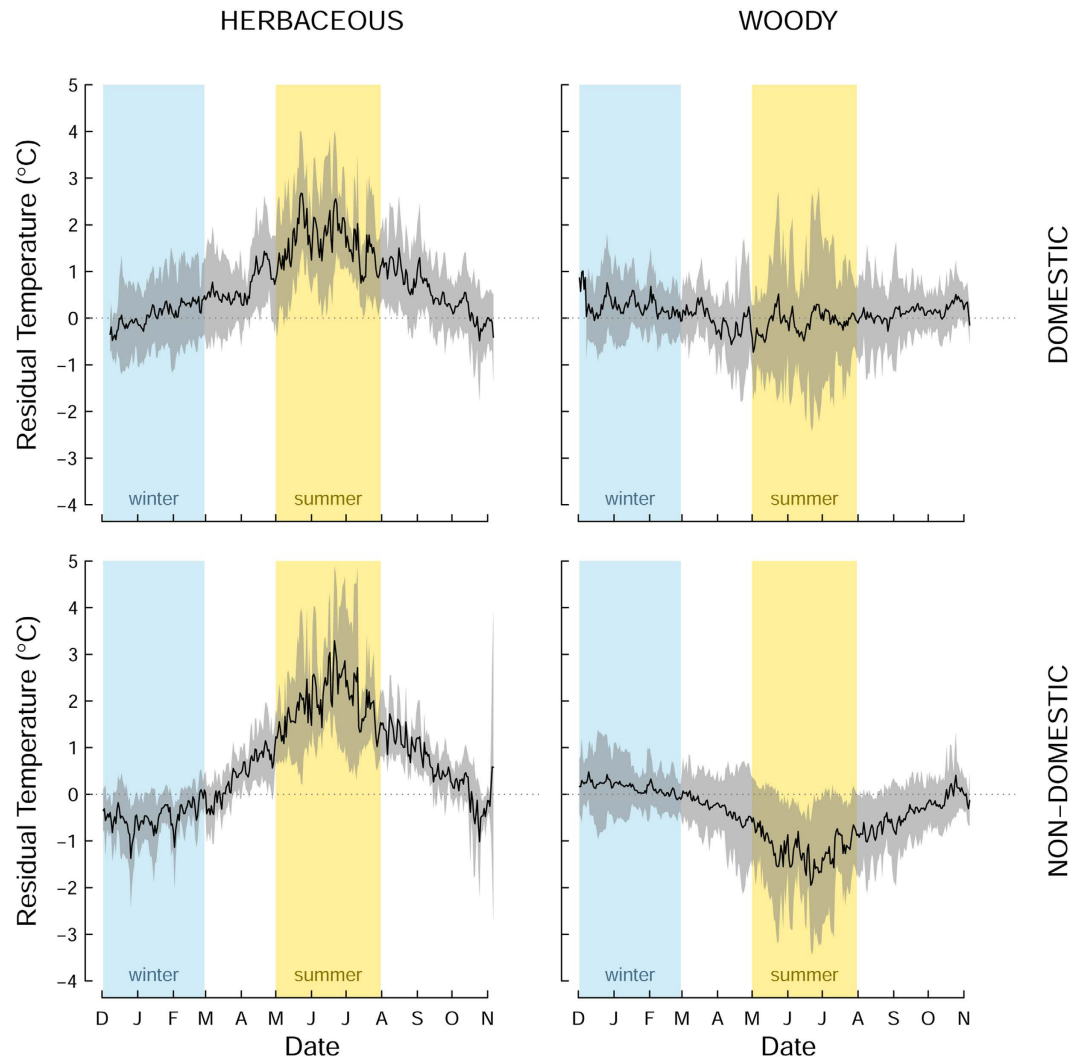 HERBACEOUS WOODY
5
4
3
2
1
0
−1
−2
−3
−4
Residual Temperature (°C)
winter summer
winter summer
DOMESTIC
5
4
3
2
1
0
−1
−2
−3
−4
Residual Temperature (°C)
winter summer
winter summer
NON−DOMESTIC
D J F M A M J J A S O N
D J F M A M J J A S O N
Date Date